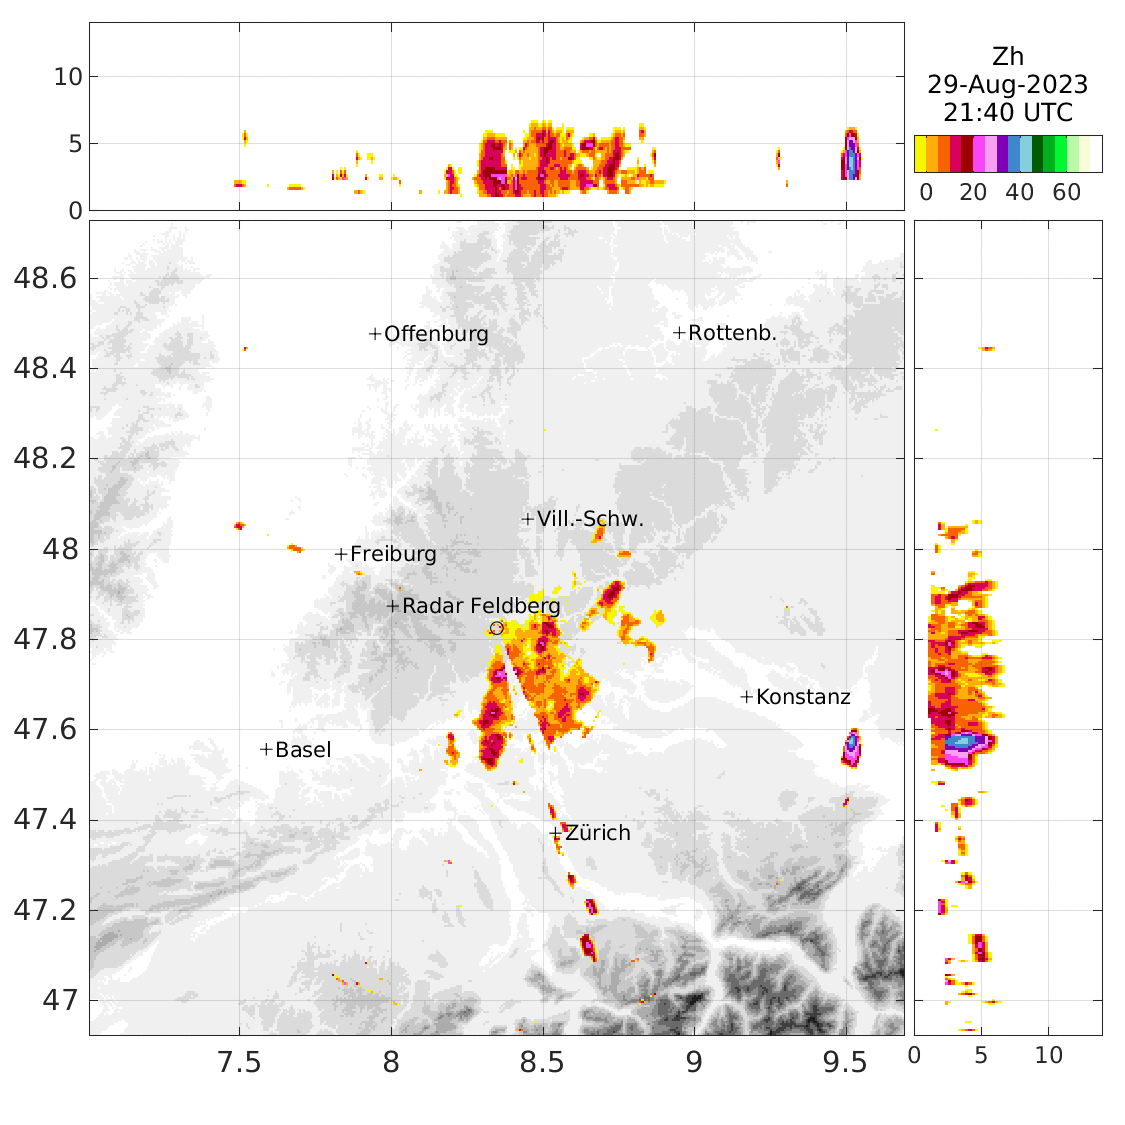 Zh
29-Aug-2023
21:40 UTC
0 20 40 60
10
5
0
48.6
48.4
48.2
48
47.8
47.6
47.4
47.2
47
+Offenburg
+Rottenb.
+Vill.-Schw.
+Freiburg
+Radar Feldberg
+Konstanz
+Basel
+Zürich
7.5 8 8.5 9 9.5
0 5 10